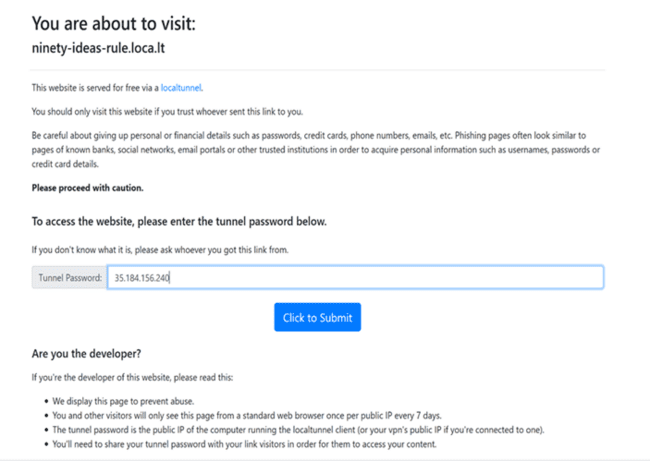 You are about to visit:
ninety-ideas-rule.loca.lt
This website is served for free via a localtunnel.
You should only visit this website if you trust whoever sent this link to you.
Be careful about giving up personal or financial details such as passwords, credit cards, phone numbers, emails, etc. Phishing pages often look similar to
pages of known banks, social networks, email portals or other trusted institutions in order to acquire personal information such as usernames, passwords or
credit card details.
Please proceed with caution.
To access the website, please enter the tunnel password below.
If you don't know what it is, please ask whoever you got this link from.
Tunnel Password: 35.184.156.240
Click to Submit
Are you the developer?
If you're the developer of this website, please read this:
• We display this page to prevent abuse.
• You and other visitors will only see this page from a standard web browser once per public IP every 7 days.
• The tunnel password is the public IP of the computer running the localtunnel client (or your vpn's public IP if you're connected to one).
• You'll need to share your tunnel password with your link visitors in order for them to access your content.